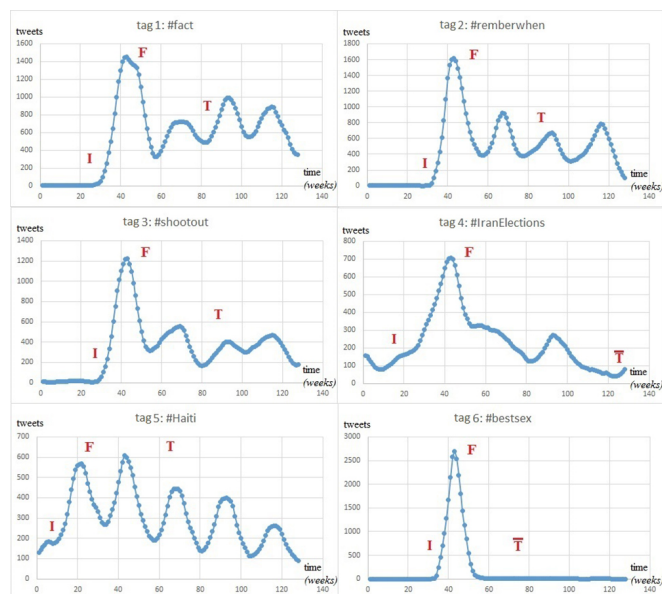 tag 1: #fact
tweets
1600
1400
1200
1000
800
600
400
200
0
F
T
I
time
(weeks)
0 20 40 60 80 100 120 140
tag 2: #remberwhen
tweets
1800
1600
1400
1200
1000
800
600
400
200
0
F
T
I
time
(weeks)
0 20 40 60 80 100 120 140
tag 3: #shootout
tweets
1400
1200
1000
800
600
400
200
0
F
T
I
time
(weeks)
0 20 40 60 80 100 120 140
tag 4: #IranElections
tweets
800
700
600
500
400
300
200
100
0
F
I
T̅
time
(weeks)
0 20 40 60 80 100 120 140
tag 5: #Haiti
tweets
700
600
500
400
300
200
100
0
F
T
I
time
(weeks)
0 20 40 60 80 100 120 140
tag 6: #bestsex
tweets
3000
2500
2000
1500
1000
500
0
F
I
T̅
time
(weeks)
0 20 40 60 80 100 120 140